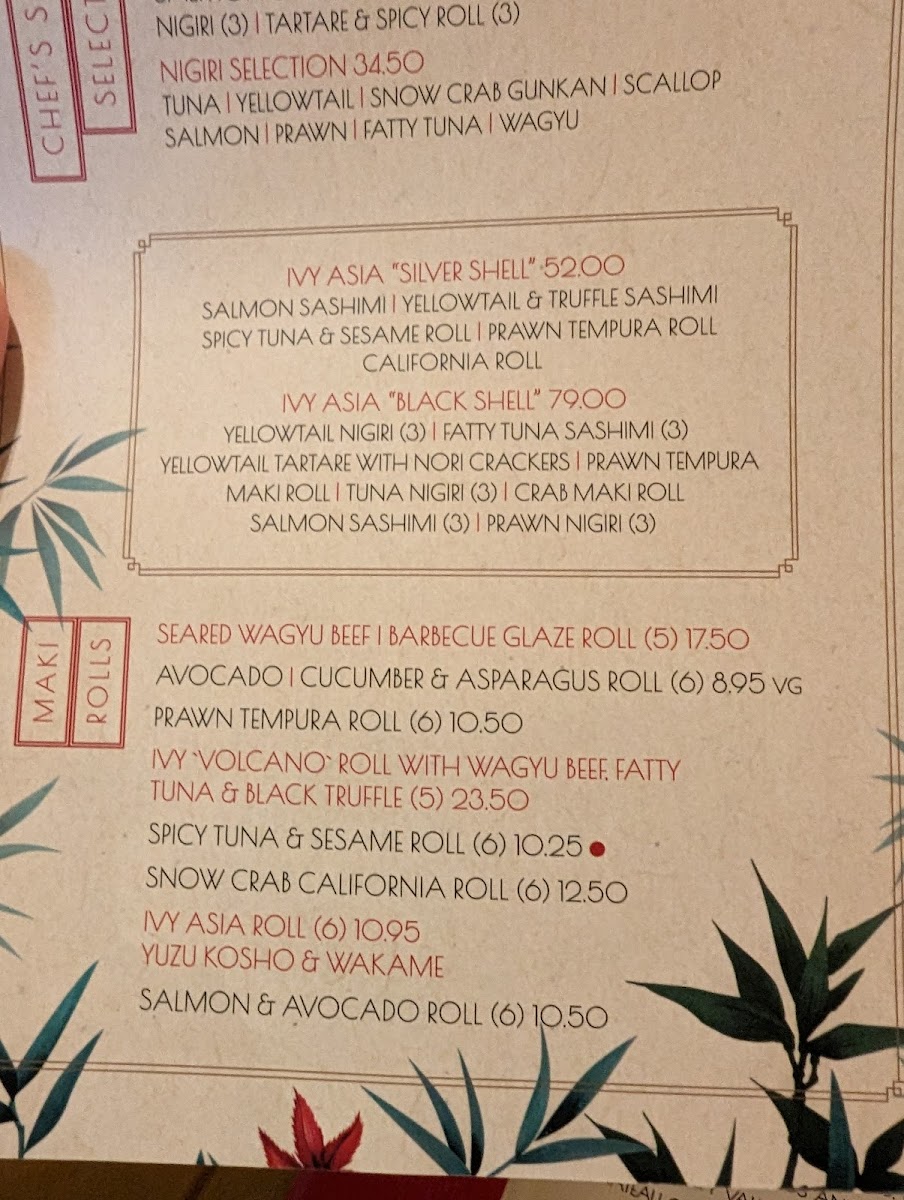 CHEF'S S
SELECT
NIGIRI (3) | TARTARE & SPICY ROLL (3)
NIGIRI SELECTION 34.50
TUNA | YELLOWTAIL | SNOW CRAB GUNKAN | SCALLOP
SALMON | PRAWN | FATTY TUNA | WAGYU
IVY ASIA "SILVER SHELL" 52.00
SALMON SASHIMI | YELLOWTAIL & TRUFFLE SASHIMI
SPICY TUNA & SESAME ROLL | PRAWN TEMPURA ROLL
CALIFORNIA ROLL
IVY ASIA "BLACK SHELL" 79.00
YELLOWTAIL NIGIRI (3) | FATTY TUNA SASHIMI (3)
YELLOWTAIL TARTARE WITH NORI CRACKERS | PRAWN TEMPURA
MAKI ROLL | TUNA NIGIRI (3) | CRAB MAKI ROLL
SALMON SASHIMI (3) | PRAWN NIGIRI (3)
MAKI
ROLLS
SEARED WAGYU BEEF | BARBECUE GLAZE ROLL (5) 17.50
AVOCADO | CUCUMBER & ASPARAGUS ROLL (6) 8.95 VG
PRAWN TEMPURA ROLL (6) 10.50
IVY `VOLCANO` ROLL WITH WAGYU BEEF, FATTY
TUNA & BLACK TRUFFLE (5) 23.50
SPICY TUNA & SESAME ROLL (6) 10.25 ●
SNOW CRAB CALIFORNIA ROLL (6) 12.50
IVY ASIA ROLL (6) 10.95
YUZU KOSHO & WAKAME
SALMON & AVOCADO ROLL (6) 10.50